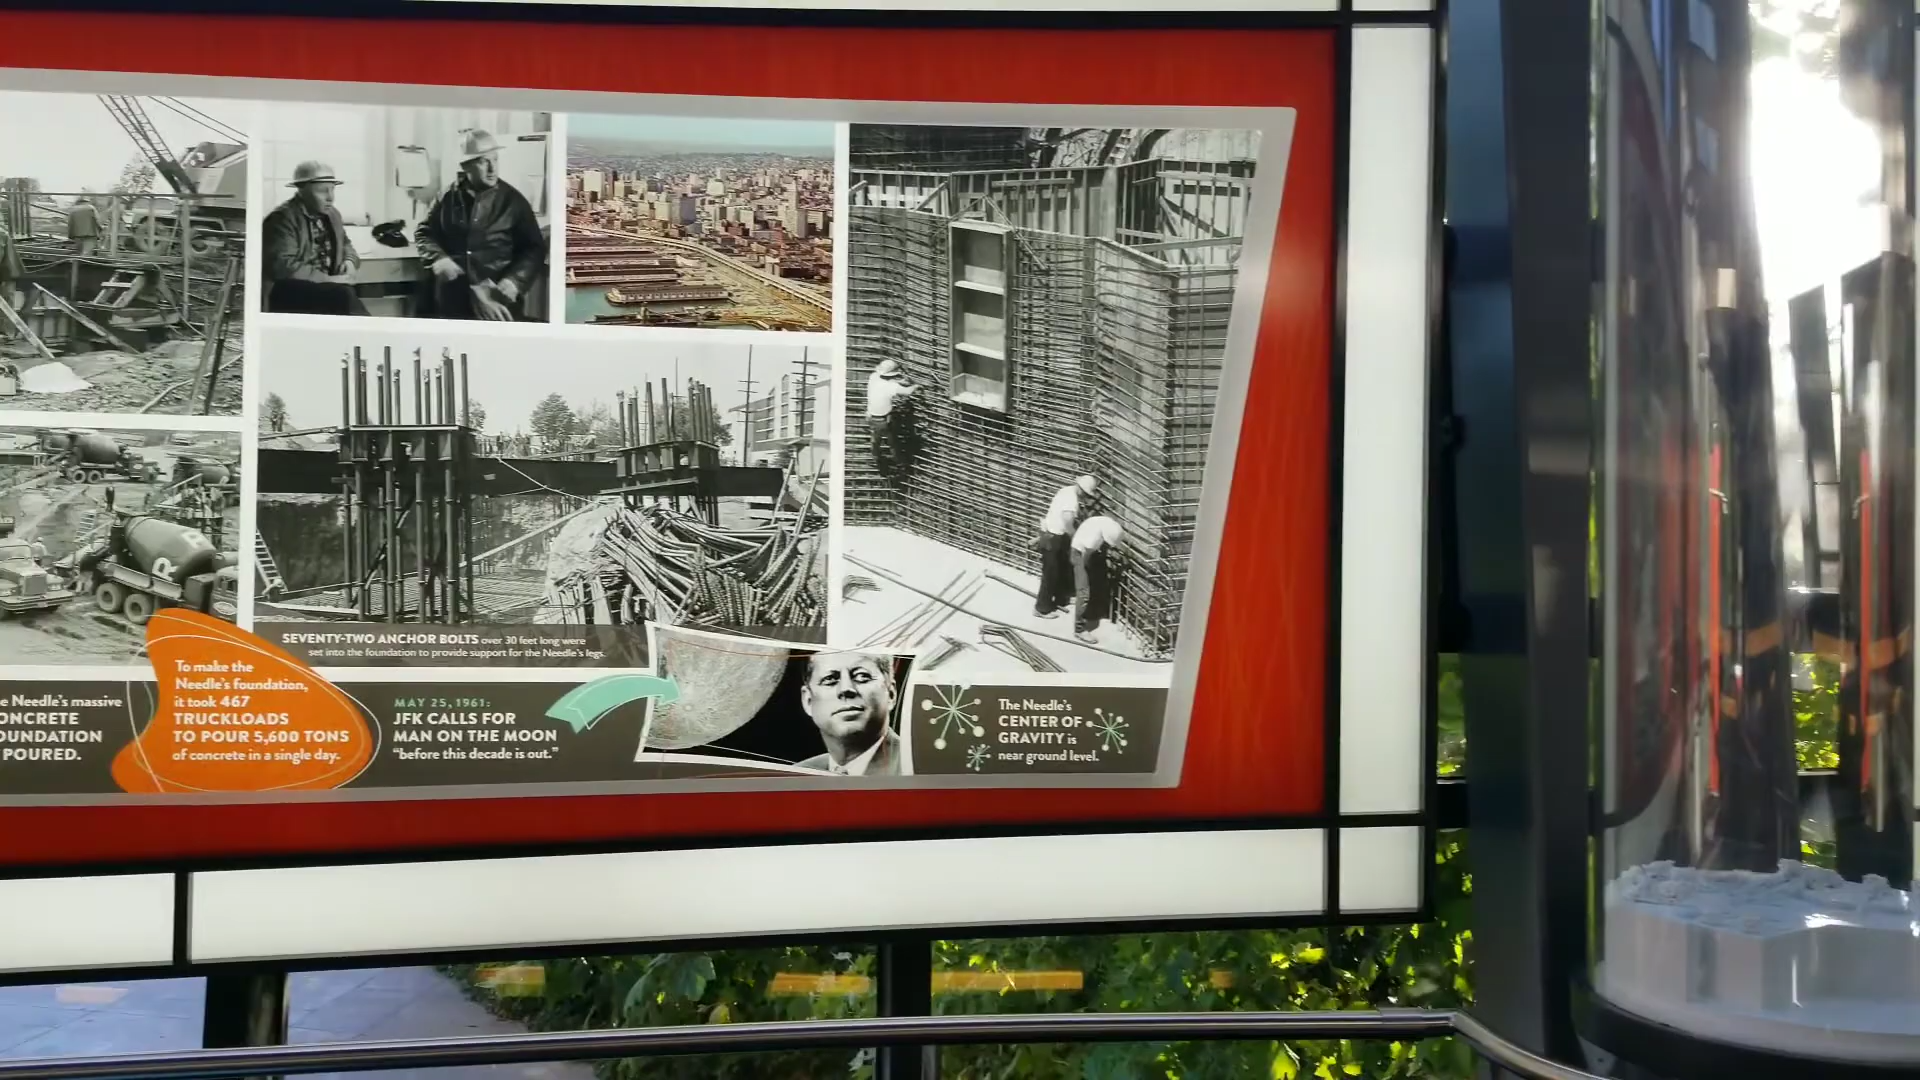 SEVENTY-TWO ANCHOR BOLTS over 30 feet long were
set into the foundation to provide support for the Needle's legs.
Needle's massive
POURED.
To make the
Needle's foundation,
it took 467
TRUCKLOADS
TO POUR 5,600 TONS
of concrete in a single day.
MAY 25, 1961:
JFK CALLS FOR
MAN ON THE MOON
"before this decade is out."
The Needle's
CENTER OF
GRAVITY is
near ground level.